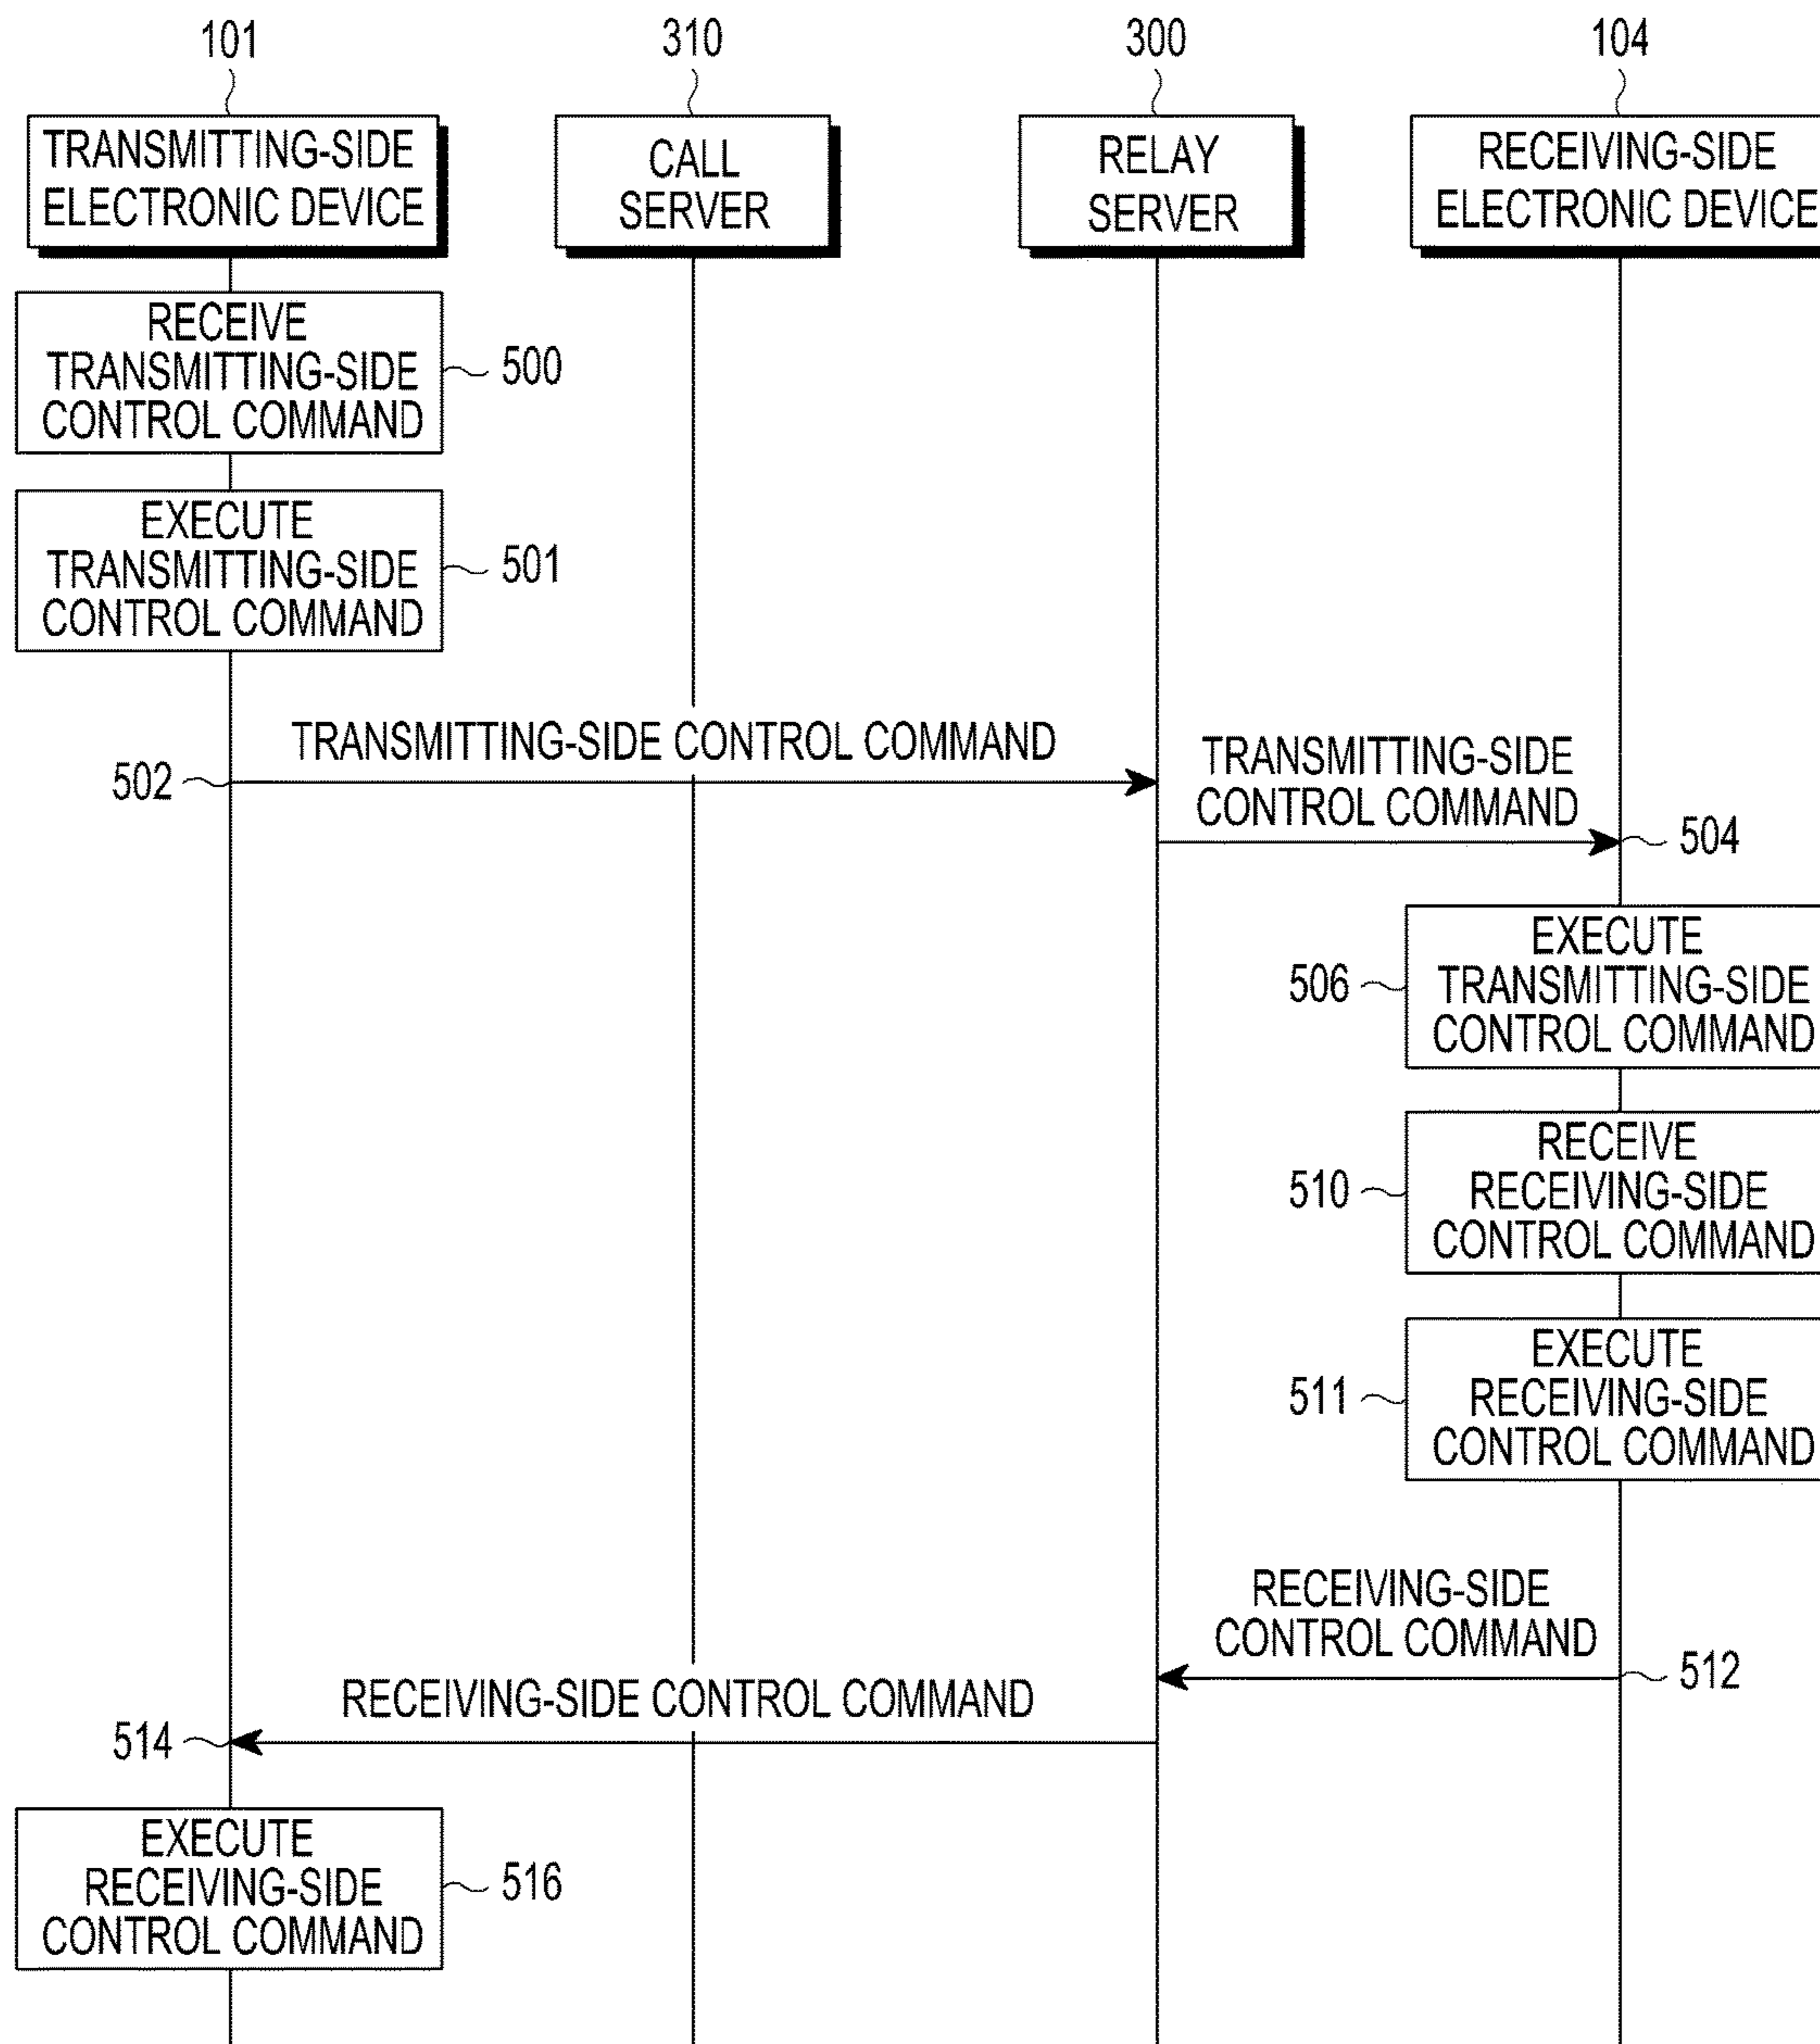 101
310
300
104
TRANSMITTING-SIDE
ELECTRONIC DEVICE
CALL
SERVER
RELAY
SERVER
RECEIVING-SIDE
ELECTRONIC DEVICE
RECEIVE
TRANSMITTING-SIDE
CONTROL COMMAND
500
EXECUTE
TRANSMITTING-SIDE
CONTROL COMMAND
501
TRANSMITTING-SIDE CONTROL COMMAND
502
TRANSMITTING-SIDE
CONTROL COMMAND
504
EXECUTE
TRANSMITTING-SIDE
CONTROL COMMAND
506
RECEIVE
RECEIVING-SIDE
CONTROL COMMAND
510
EXECUTE
RECEIVING-SIDE
CONTROL COMMAND
511
RECEIVING-SIDE
CONTROL COMMAND
512
RECEIVING-SIDE CONTROL COMMAND
514
EXECUTE
RECEIVING-SIDE
CONTROL COMMAND
516